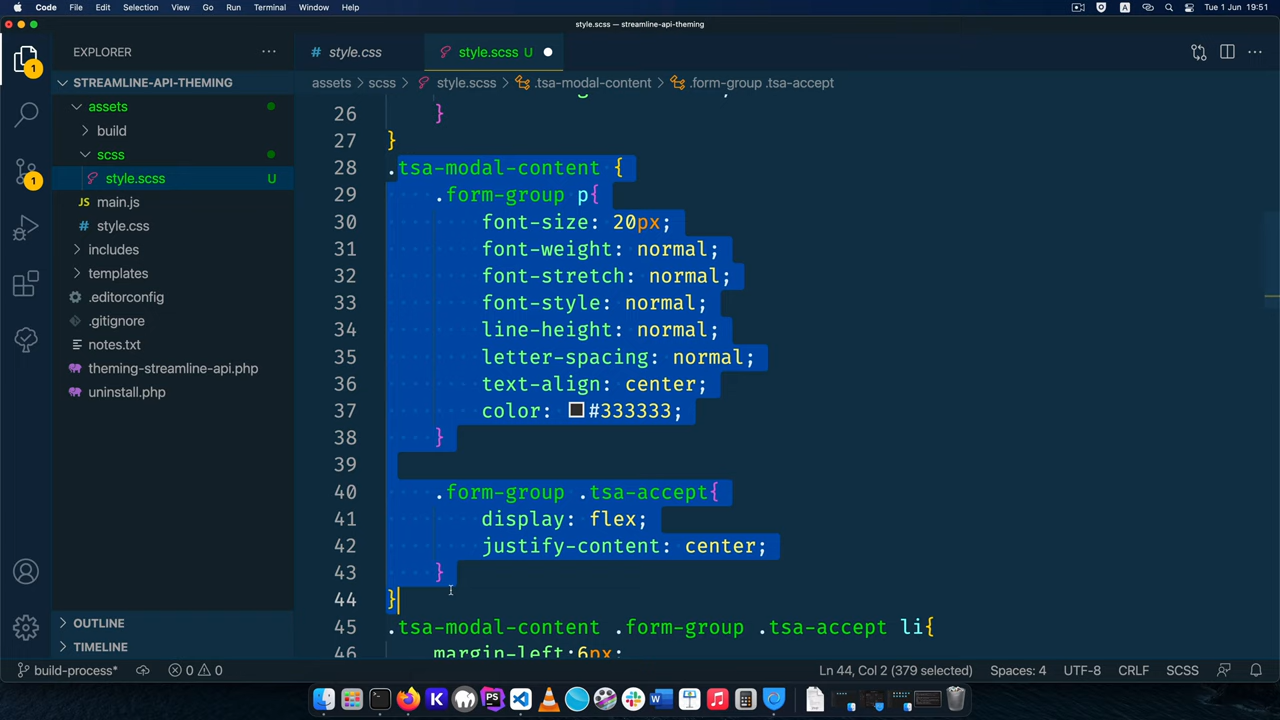 Code File Edit Selection View Go Run Terminal Window Help A Tue 1 Jun 19:51
style.scss — streamline-api-theming
EXPLORER
style.css
style.scss U
STREAMLINE-API-THEMING
assets > scss > style.scss > .tsa-modal-content > .form-group .tsa-accept
assets
build
scss
style.scss U
JS main.js
style.css
includes
templates
.editorconfig
.gitignore
notes.txt
theming-streamline-api.php
uninstall.php
OUTLINE
TIMELINE
1
1
26 }
27 }
28 .tsa-modal-content {
29 .form-group p{
30 font-size: 20px;
31 font-weight: normal;
32 font-stretch: normal;
33 font-style: normal;
34 line-height: normal;
35 letter-spacing: normal;
36 text-align: center;
37 color: #333333;
38 }
39
40 .form-group .tsa-accept{
41 display: flex;
42 justify-content: center;
43 }
44 }
45 .tsa-modal-content .form-group .tsa-accept li{
46 margin-left:6px;
build-process* 0 0 Ln 44, Col 2 (379 selected) Spaces: 4 UTF-8 CRLF SCSS